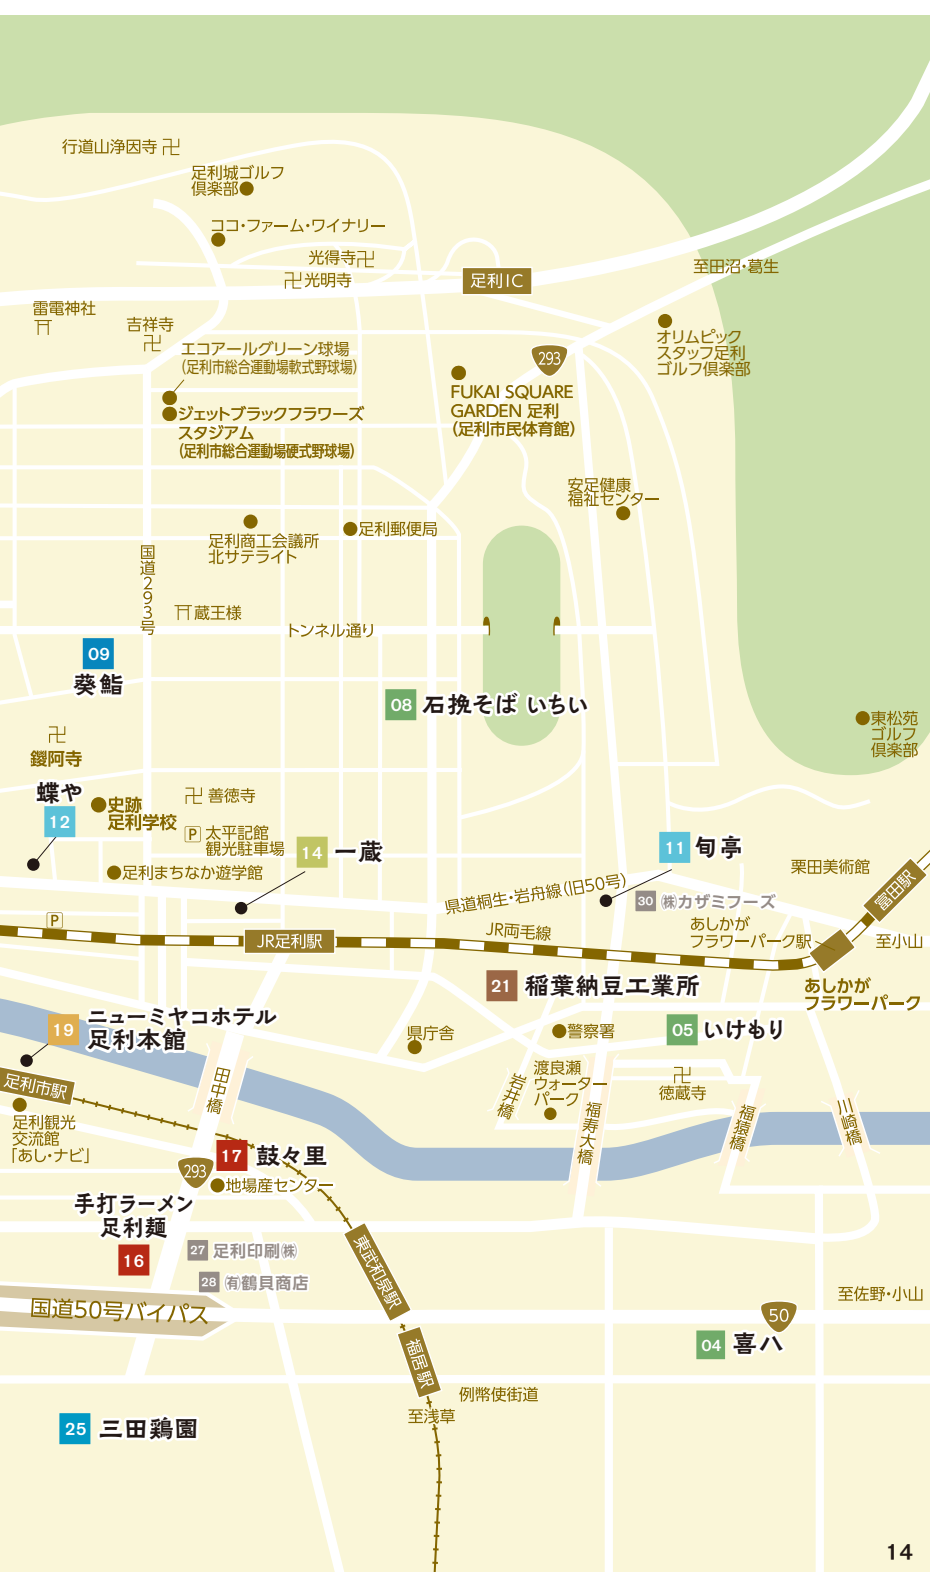 行道山浄因寺
足利城ゴルフ
倶楽部
ココ・ファーム・ワイナリー
光得寺
光明寺
足利IC
至田沼・葛生
雷電神社
吉祥寺
エコアールグリーン球場
(足利市総合運動場軟式野球場)
ジェットブラックフラワーズ
スタジアム
(足利市総合運動場硬式野球場)
293
FUKAI SQUARE
GARDEN 足利
(足利市民体育館)
オリムピック
スタッフ足利
ゴルフ倶楽部
安足健康
福祉センター
足利商工会議所
北サテライト
足利郵便局
国道293号
蔵王様
トンネル通り
09
葵鮨
08 石挽そば いちい
東松苑
ゴルフ
倶楽部
鑁阿寺
蝶や
12
史跡
足利学校
善徳寺
P 太平記館
観光駐車場
14 一蔵
足利まちなか遊学館
11 旬亭
県道桐生・岩舟線(旧50号)
30 ㈱カザミフーズ
栗田美術館
富田駅
P
JR足利駅
JR両毛線
あしかが
フラワーパーク駅
至小山
あしかが
フラワーパーク
21 稲葉納豆工業所
19 ニューミヤコホテル
足利本館
県庁舎
警察署
05 いけもり
渡良瀬
ウォーター
パーク
徳蔵寺
足利市駅
足利観光
交流館
「あし・ナビ」
田中橋
岩井橋
福寿大橋
福猿橋
川崎橋
17 鼓々里
293
地場産センター
手打ラーメン
足利麺
16
27 足利印刷㈱
28 ㈲鶴貝商店
東武和泉駅
国道50号バイパス
至佐野・小山
50
04 喜八
福居駅
例幣使街道
至浅草
25 三田鶏園
14